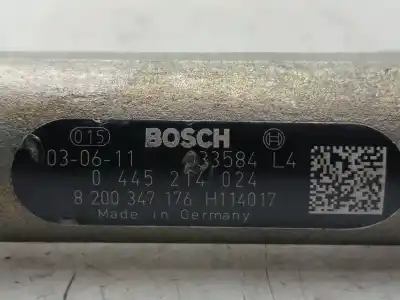 015 BOSCH
03-06-11 033584 L4
0 445 214 024
8 200 347 176 H114017
Made in Germany